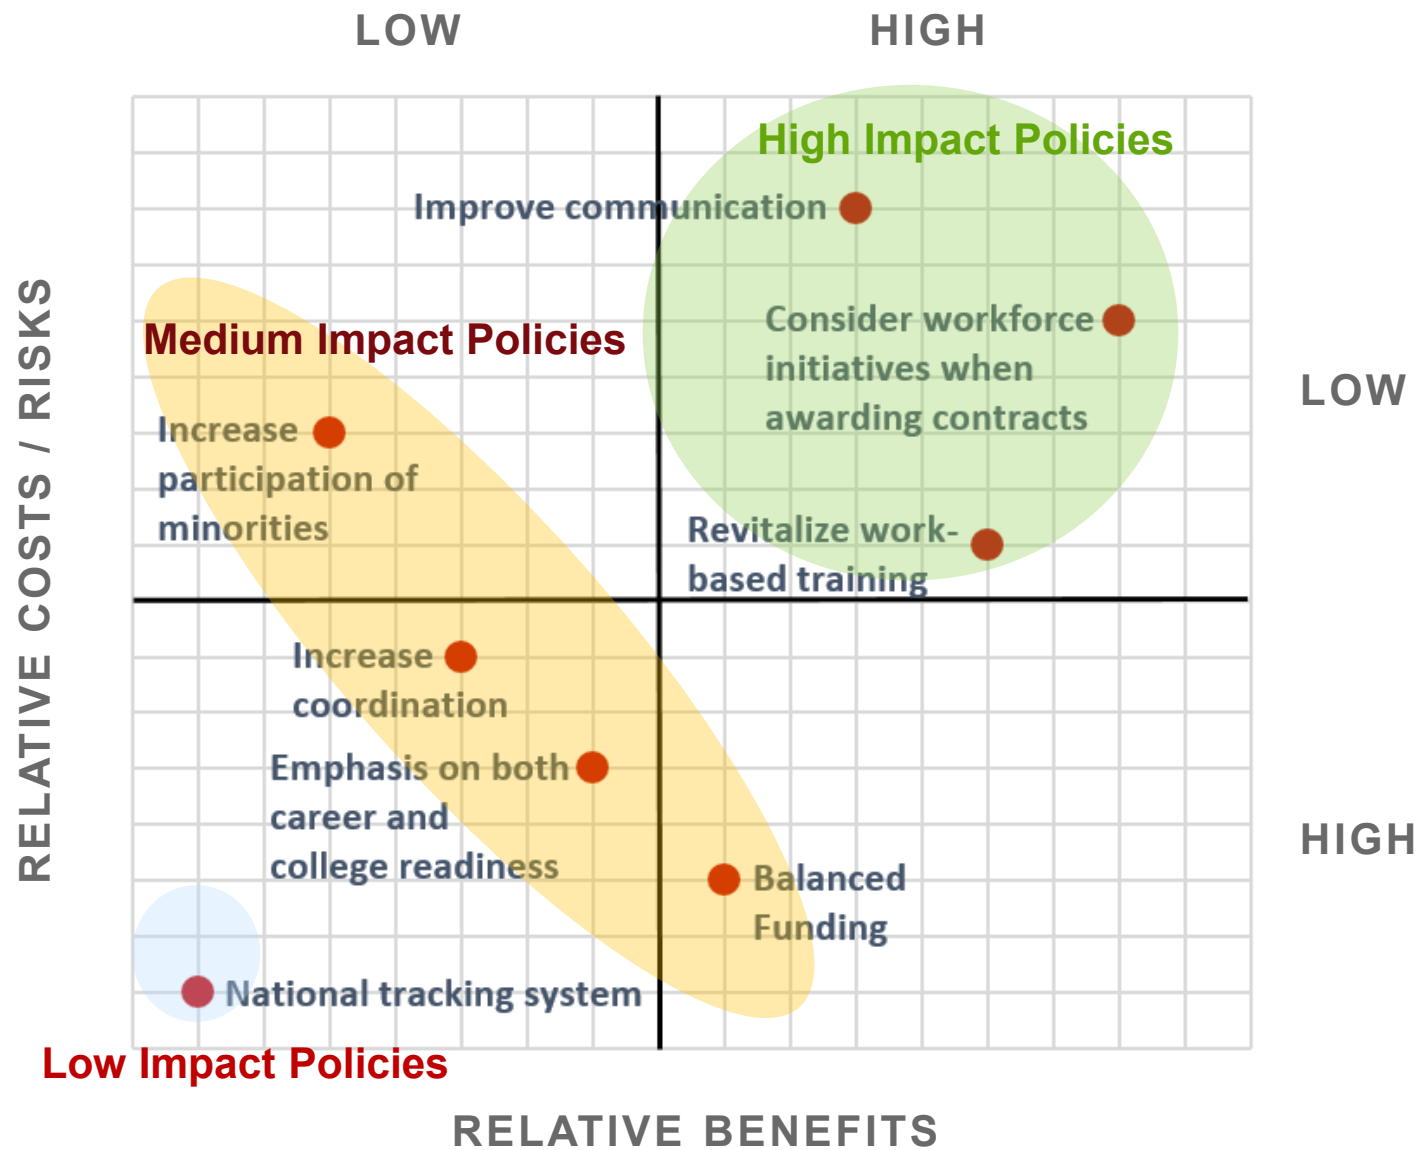 LOW
HIGH
High Impact Policies
Improve communication
Consider workforce
initiatives when
awarding contracts
Medium Impact Policies
Increase
participation of
minorities
Revitalize work-
based training
Increase
coordination
Emphasis on both
career and
college readiness
Balanced
Funding
National tracking system
Low Impact Policies
RELATIVE COSTS / RISKS
LOW
HIGH
RELATIVE BENEFITS